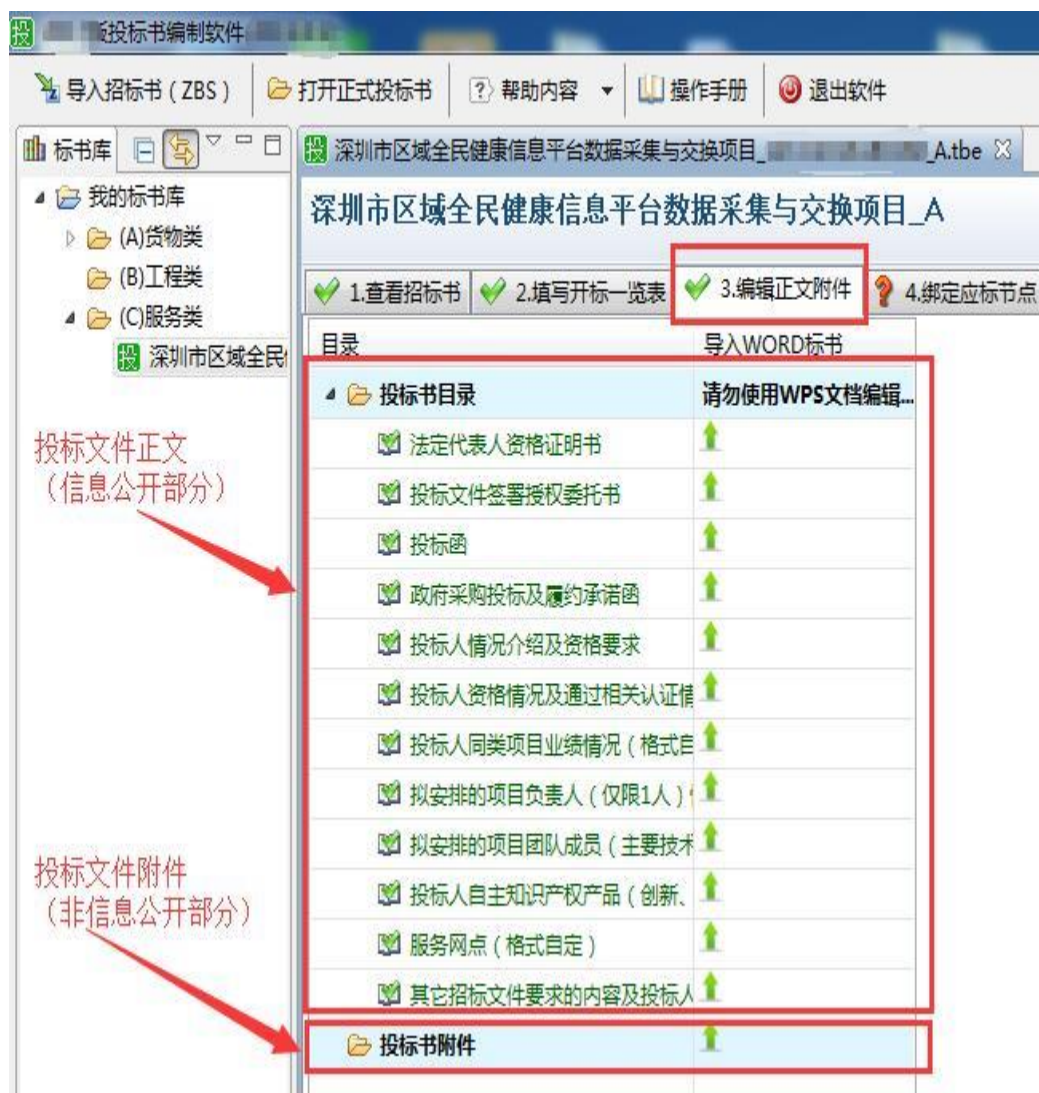 投 版投标书编制软件
导入招标书（ZBS） 打开正式投标书 帮助内容 操作手册 退出软件
标书库
投 深圳市区域全民健康信息平台数据采集与交换项目_ _A.tbe
我的标书库
(A)货物类
(B)工程类
(C)服务类
投 深圳市区域全民
深圳市区域全民健康信息平台数据采集与交换项目_A
1.查看招标书 2.填写开标一览表 3.编辑正文附件 4.绑定应标节点
目录 导入WORD标书
投标书目录 请勿使用WPS文档编辑...
法定代表人资格证明书
投标文件签署授权委托书
投标函
政府采购投标及履约承诺函
投标人情况介绍及资格要求
投标人资格情况及通过相关认证情
投标人同类项目业绩情况（格式自
拟安排的项目负责人（仅限1人）
拟安排的项目团队成员（主要技术
投标人自主知识产权产品（创新、
服务网点（格式自定）
其它招标文件要求的内容及投标人
投标书附件
投标文件正文
（信息公开部分）
投标文件附件
（非信息公开部分）